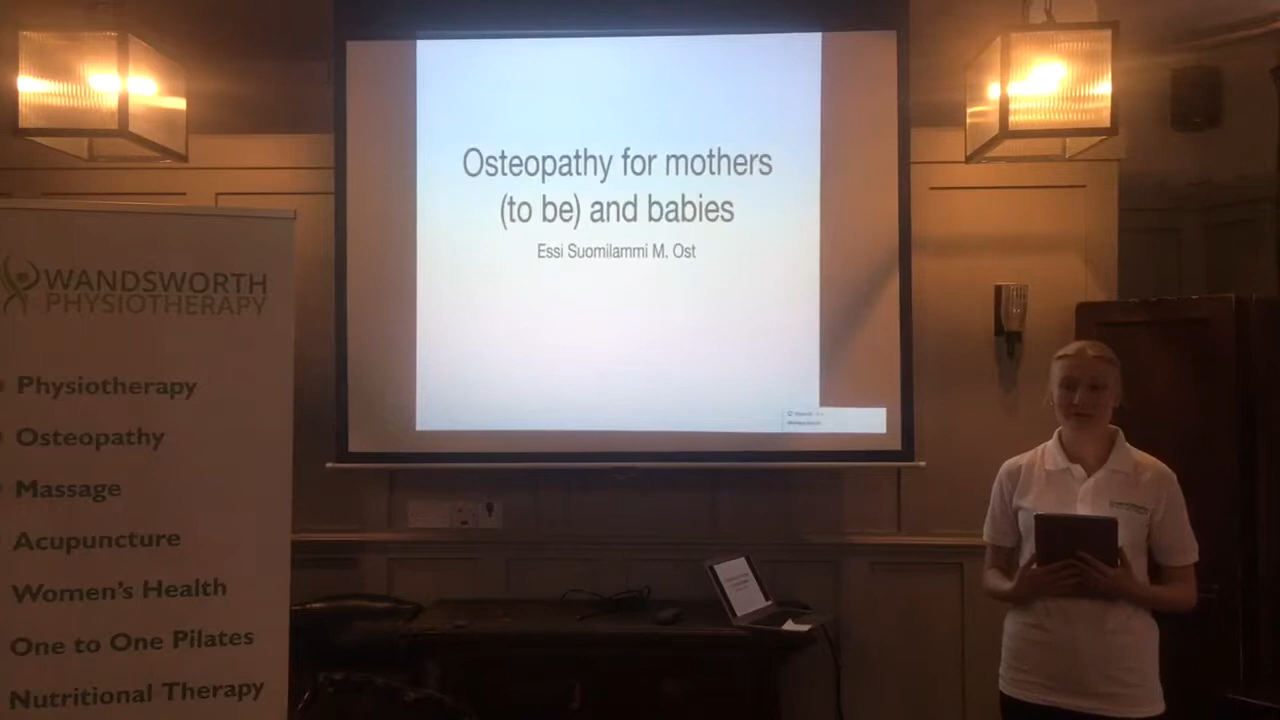 Osteopathy for mothers
(to be) and babies
Essi Suomilammi M. Ost
WANDSWORTH
PHYSIOTHERAPY
Physiotherapy
Osteopathy
Massage
Acupuncture
Women's Health
One to One Pilates
Nutritional Therapy